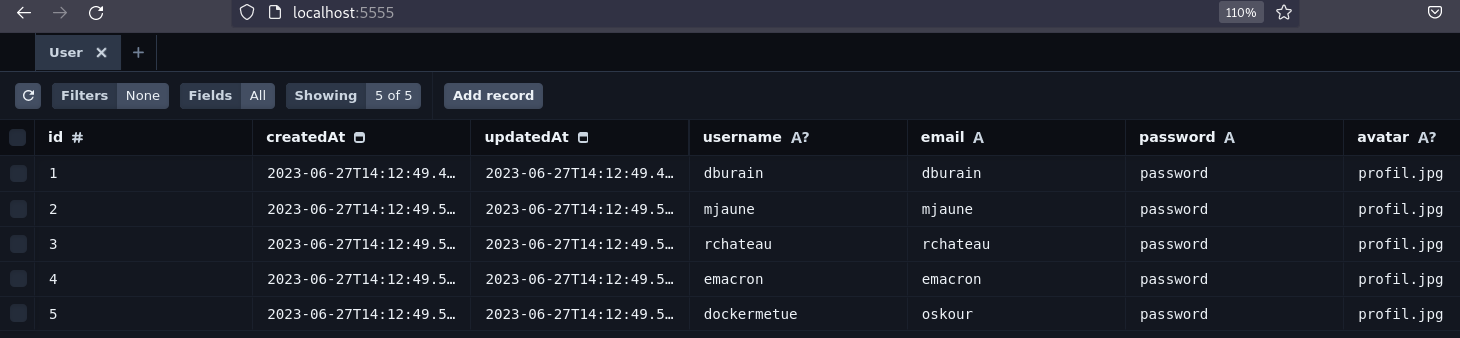 localhost:5555 110%
User
Filters None Fields All Showing 5 of 5 Add record
id # createdAt updatedAt username A? email A password A avatar A?
1 2023-06-27T14:12:49.4… 2023-06-27T14:12:49.4… dburain dburain password profil.jpg
2 2023-06-27T14:12:49.5… 2023-06-27T14:12:49.5… mjaune mjaune password profil.jpg
3 2023-06-27T14:12:49.5… 2023-06-27T14:12:49.5… rchateau rchateau password profil.jpg
4 2023-06-27T14:12:49.5… 2023-06-27T14:12:49.5… emacron emacron password profil.jpg
5 2023-06-27T14:12:49.5… 2023-06-27T14:12:49.5… dockermetue oskour password profil.jpg